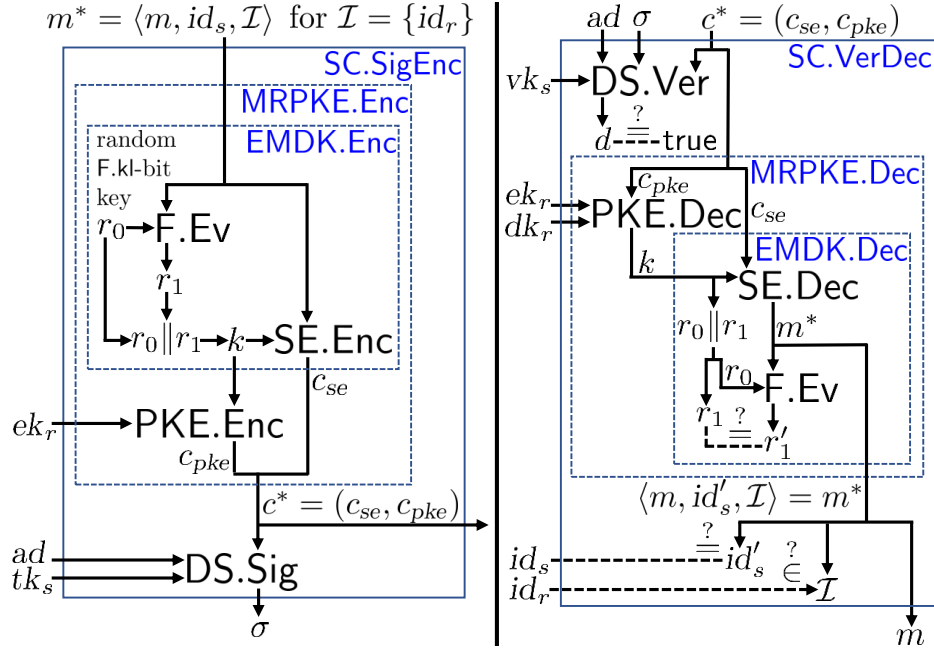 m* = ⟨m, id_s, 𝓘⟩ for 𝓘 = {id_r}
SC.SigEnc
MRPKE.Enc
EMDK.Enc
random
F.kl-bit
key
r_0
F.Ev
r_1
r_0 ∥ r_1
k
SE.Enc
c_se
ek_r
PKE.Enc
c_pke
c* = (c_se, c_pke)
ad
tk_s
DS.Sig
σ
ad
σ
c* = (c_se, c_pke)
SC.VerDec
vk_s
DS.Ver
d
≟
true
MRPKE.Dec
c_pke
c_se
ek_r
dk_r
PKE.Dec
EMDK.Dec
k
SE.Dec
r_0 ∥ r_1
m*
r_0
F.Ev
r_1
≟
r′_1
⟨m, id′_s, 𝓘⟩ = m*
id_s
≟
id′_s
id_r
?
∈
𝓘
m